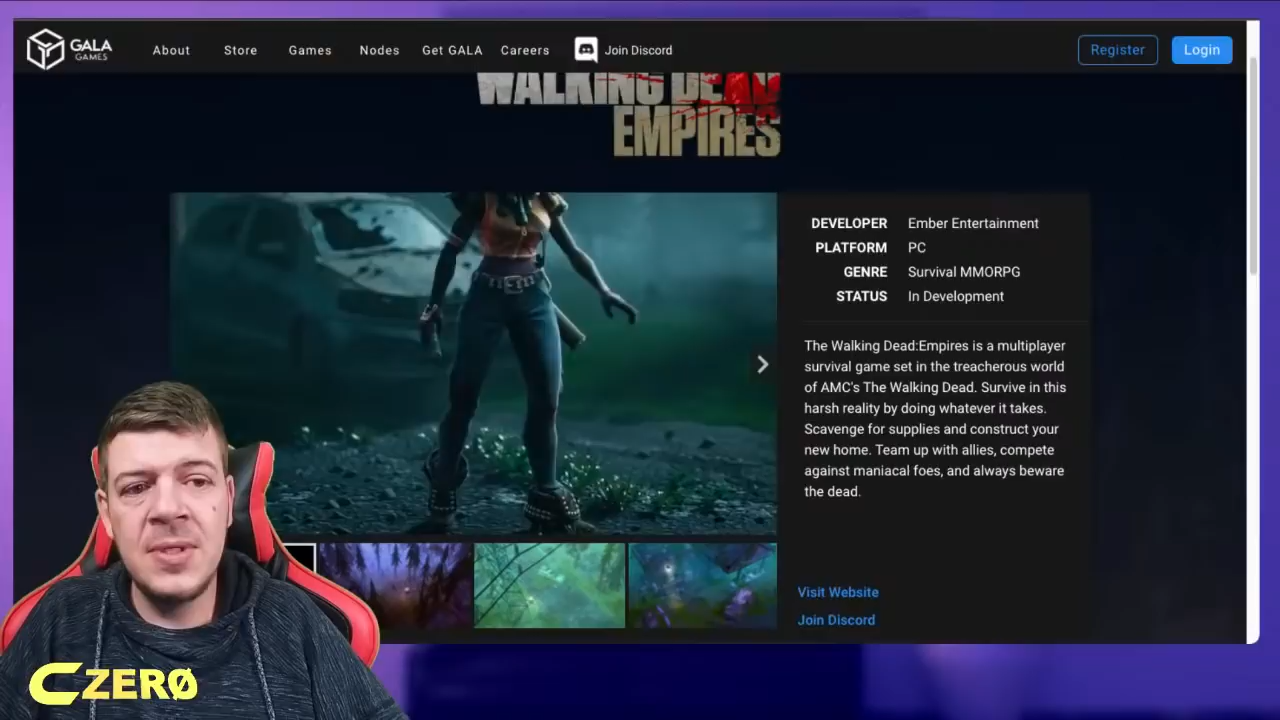 GALA
GAMES
About
Store
Games
Nodes
Get GALA
Careers
Join Discord
Register
Login
WALKING DEAD
EMPIRES
DEVELOPER Ember Entertainment
PLATFORM PC
GENRE Survival MMORPG
STATUS In Development
The Walking Dead:Empires is a multiplayer
survival game set in the treacherous world
of AMC's The Walking Dead. Survive in this
harsh reality by doing whatever it takes.
Scavenge for supplies and construct your
new home. Team up with allies, compete
against maniacal foes, and always beware
the dead.
Visit Website
Join Discord
CZERØ